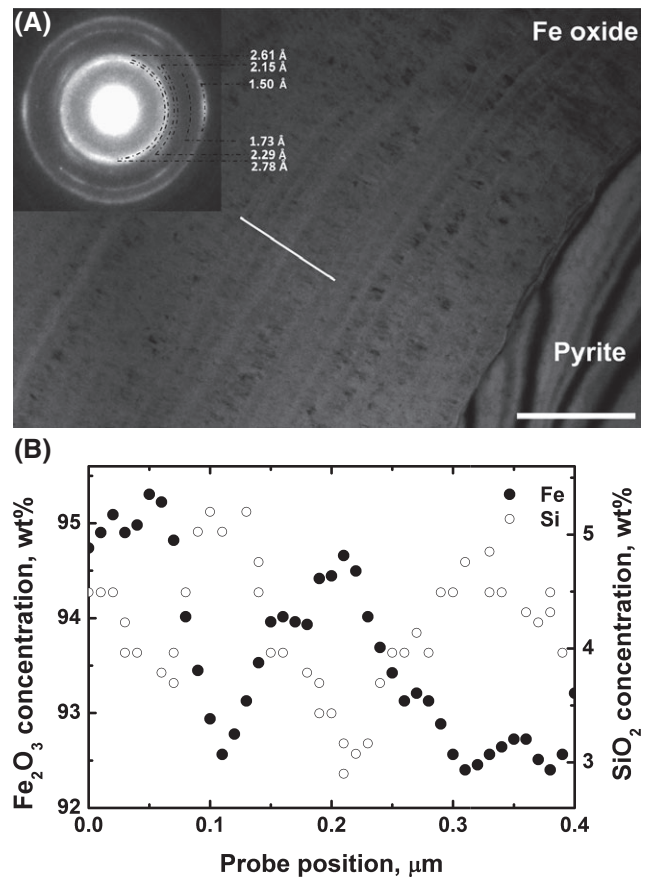 (A)
Fe oxide
2.61 Å
2.15 Å
1.50 Å
1.73 Å
2.29 Å
2.78 Å
Pyrite
(B)
Fe
Si
Fe2O3 concentration, wt%
SiO2 concentration, wt%
95
94
93
92
5
4
3
0.0 0.1 0.2 0.3 0.4
Probe position, μm